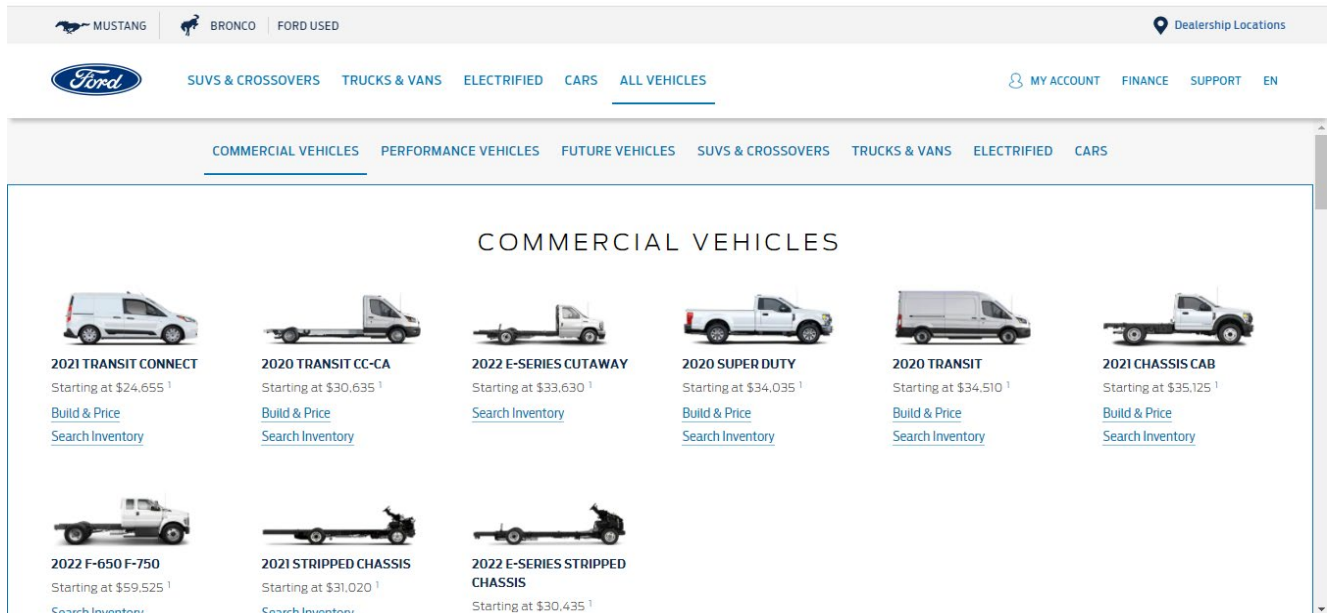 MUSTANG
BRONCO
FORD USED
Dealership Locations
Ford
SUVS & CROSSOVERS
TRUCKS & VANS
ELECTRIFIED
CARS
ALL VEHICLES
MY ACCOUNT
FINANCE
SUPPORT
EN
COMMERCIAL VEHICLES
PERFORMANCE VEHICLES
FUTURE VEHICLES
SUVS & CROSSOVERS
TRUCKS & VANS
ELECTRIFIED
CARS
COMMERCIAL VEHICLES
2021 TRANSIT CONNECT
Starting at $24,655 1
Build & Price
Search Inventory
2020 TRANSIT CC-CA
Starting at $30,635 1
Build & Price
Search Inventory
2022 E-SERIES CUTAWAY
Starting at $33,630 1
Search Inventory
2020 SUPER DUTY
Starting at $34,035 1
Build & Price
Search Inventory
2020 TRANSIT
Starting at $34,510 1
Build & Price
Search Inventory
2021 CHASSIS CAB
Starting at $35,125 1
Build & Price
Search Inventory
2022 F-650 F-750
Starting at $59,525 1
Search Inventory
2021 STRIPPED CHASSIS
Starting at $31,020 1
Search Inventory
2022 E-SERIES STRIPPED
CHASSIS
Starting at $30,435 1